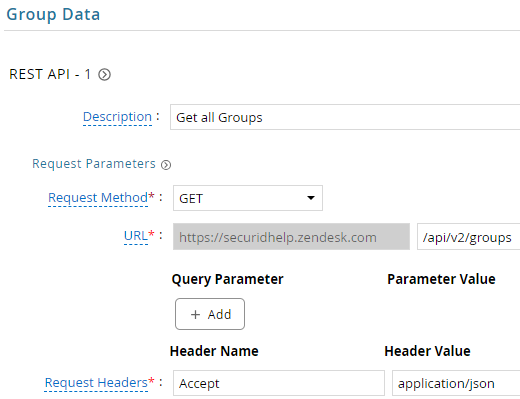 Group Data
REST API - 1
Description :
Get all Groups
Request Parameters
Request Method* :
GET
URL* :
https://securidhelp.zendesk.com
/api/v2/groups
Query Parameter
Parameter Value
+ Add
Header Name
Header Value
Request Headers* :
Accept
application/json